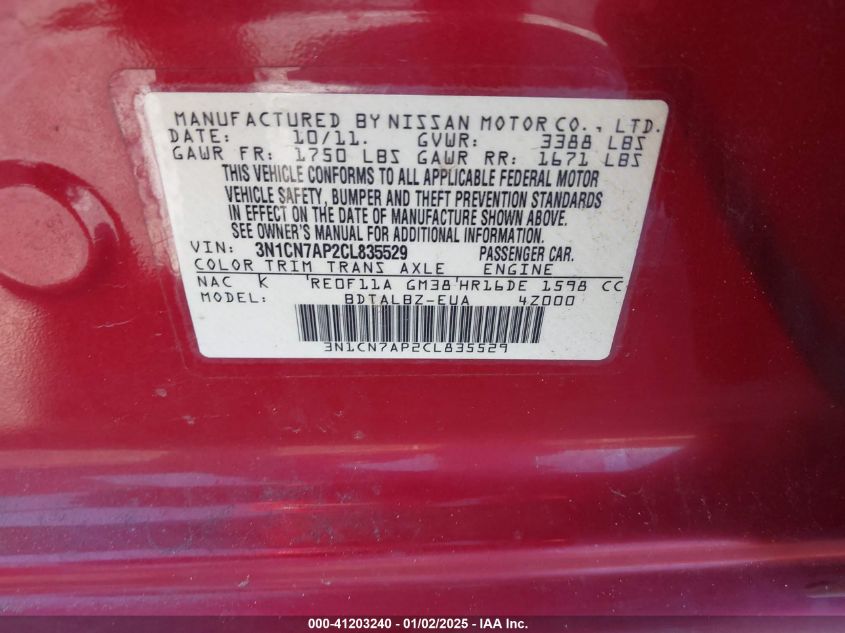 MANUFACTURED BY NISSAN MOTOR CO., LTD.
DATE: 10/11. GVWR: 3388 LBS
GAWR FR: 1750 LBS GAWR RR: 1671 LBS
THIS VEHICLE CONFORMS TO ALL APPLICABLE FEDERAL MOTOR
VEHICLE SAFETY, BUMPER AND THEFT PREVENTION STANDARDS
IN EFFECT ON THE DATE OF MANUFACTURE SHOWN ABOVE.
SEE OWNER'S MANUAL FOR ADDITIONAL INFORMATION.
VIN: 3N1CN7AP2CL835529 PASSENGER CAR.
COLOR TRIM TRANS AXLE ENGINE
NAC K 'RE0F11A GM38'HR16DE 1598 CC
MODEL: BDTALBZ-EUA 4Z000
3N1CN7AP2CL835529
000-41203240 - 01/02/2025 - IAA Inc.